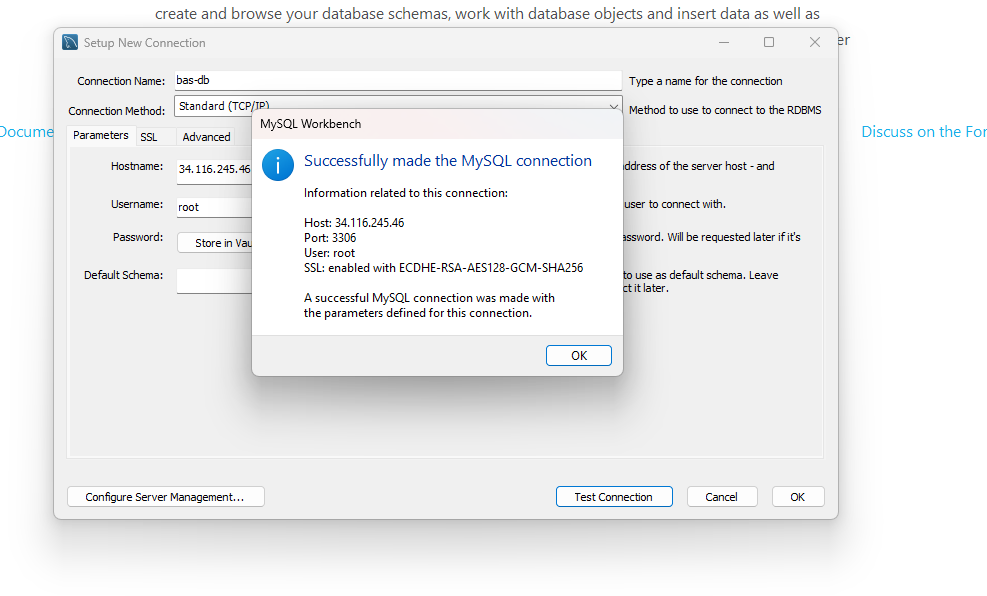 create and browse your database schemas, work with database objects and insert data as well as
er
Setup New Connection
Connection Name:
bas-db
Type a name for the connection
Connection Method:
Standard (TCP/IP)
Method to use to connect to the RDBMS
Docume
Discuss on the For
Parameters
SSL
Advanced
Hostname:
34.116.245.46
address of the server host - and
Username:
root
user to connect with.
Password:
Store in Vau
assword. Will be requested later if it's
Default Schema:
to use as default schema. Leave
ct it later.
MySQL Workbench
Successfully made the MySQL connection
Information related to this connection:
Host: 34.116.245.46
Port: 3306
User: root
SSL: enabled with ECDHE-RSA-AES128-GCM-SHA256
A successful MySQL connection was made with
the parameters defined for this connection.
OK
Configure Server Management...
Test Connection
Cancel
OK